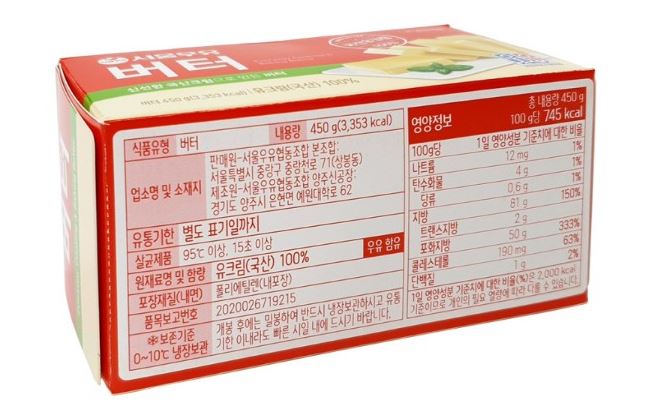 서울우유
버터
신선한 국산크림으로 만든 버터
버터 450 g(3,353 kcal) 유크림(국산) 100%
식품유형 버터 내용량 450 g(3,353 kcal)
업소명 및 소재지
판매원-서울우유협동조합 본조합:
서울특별시 중랑구 중랑천로 71(상봉동)
제조원-서울우유협동조합 양주신공장:
경기도 양주시 은현면 예원대학로 62
유통기한 별도 표기일까지
살균제품 95℃ 이상, 15초 이상
원재료명 및 함량 유크림(국산) 100% 우유 함유
포장재질(내면) 폴리에틸렌(내포장)
품목보고번호 2020026719215
보존기준
0~10℃ 냉장보관
개봉 후에는 밀봉하여 반드시 냉장보관하시고 유통
기한 이내라도 빠른 시일 내에 드시기 바랍니다.
영양정보
총 내용량 450 g
100 g당 745 kcal
100g당 1일 영양성분 기준치에 대한 비율
나트륨 12 mg 1%
탄수화물 4 g 1%
당류 0.6 g 1%
지방 81 g 150%
트랜스지방 2 g
포화지방 50 g 333%
콜레스테롤 190 mg 63%
단백질 1 g 2%
1일 영양성분 기준치에 대한 비율(%)은 2,000 kcal
기준이므로 개인의 필요 열량에 따라 다를 수 있습니다.